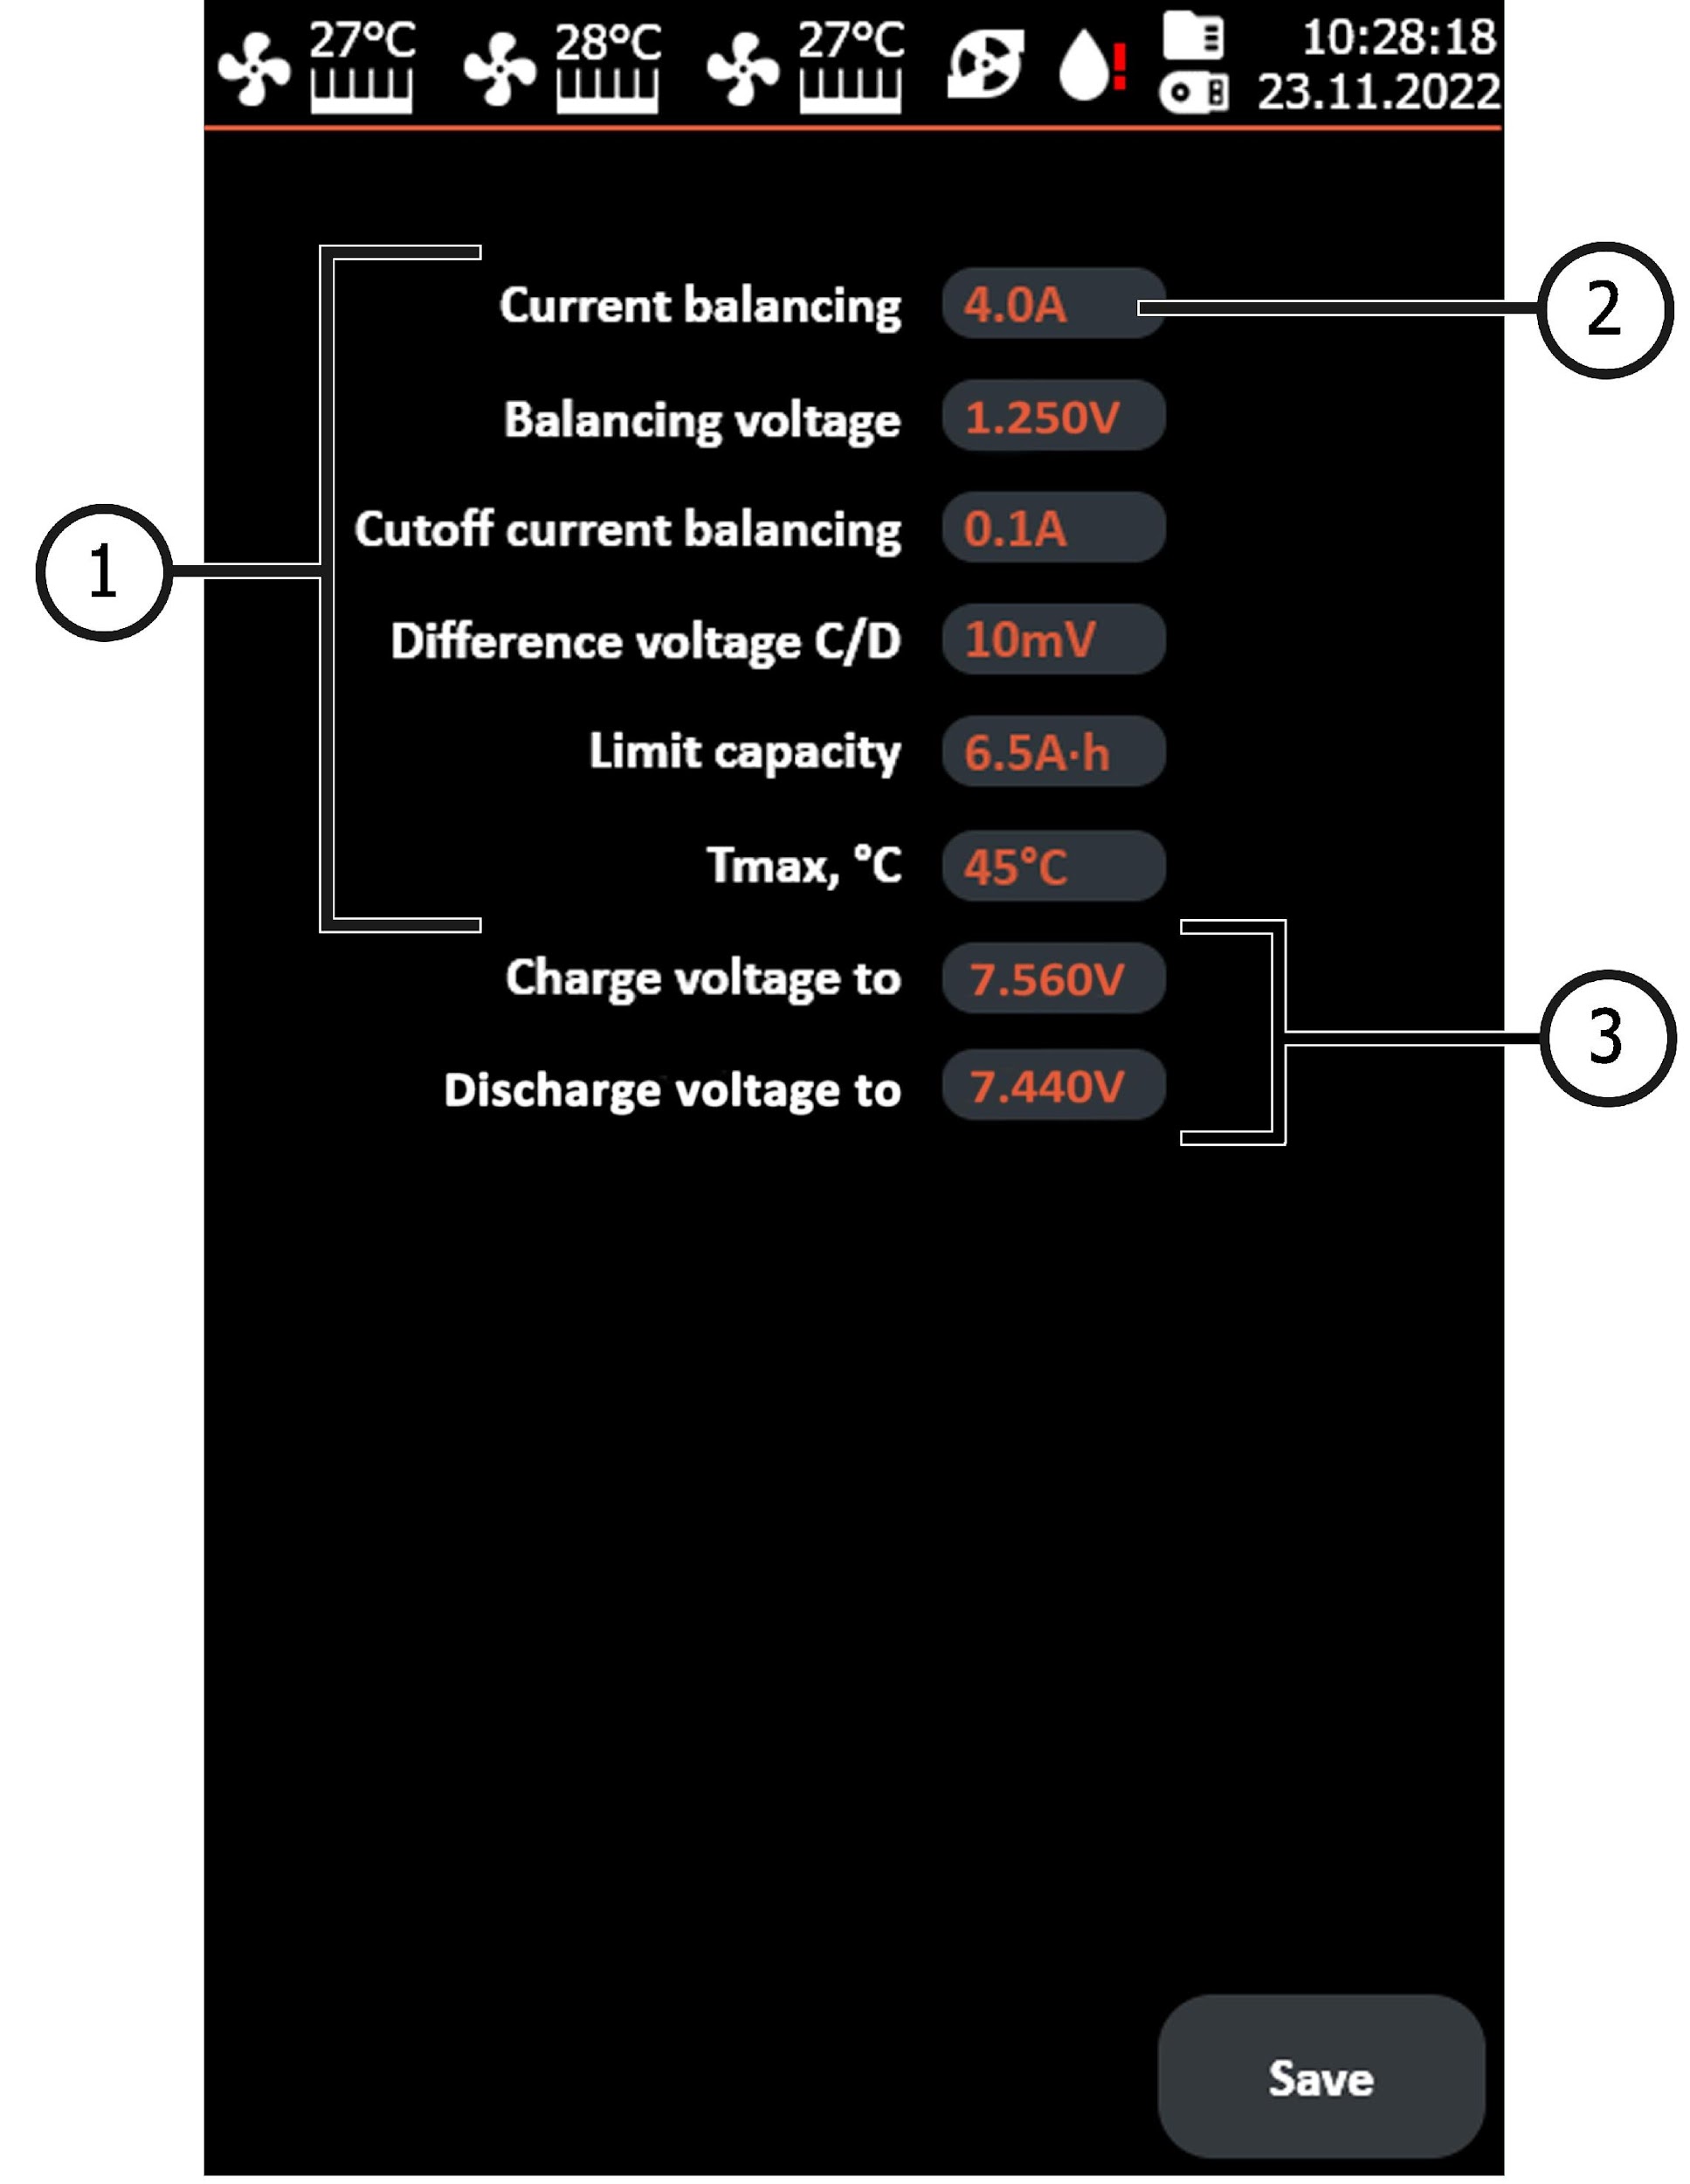 27°C 28°C 27°C 10:28:18
23.11.2022
Current balancing 4.0A 2
Balancing voltage 1.250V
Cutoff current balancing 0.1A
1
Difference voltage C/D 10mV
Limit capacity 6.5A·h
Tmax, °C 45°C
Charge voltage to 7.560V
3
Discharge voltage to 7.440V
Save